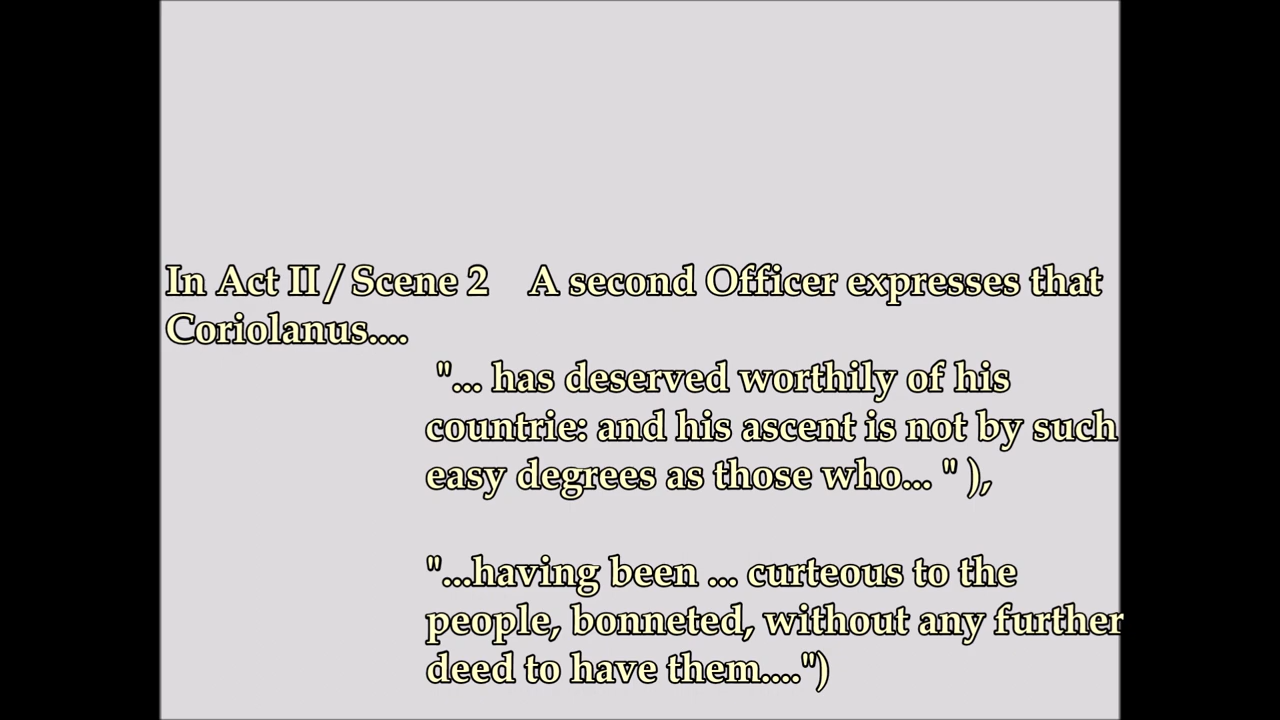 In Act II / Scene 2    A second Officer expresses that
Coriolanus....
"... has deserved worthily of his
countrie: and his ascent is not by such
easy degrees as those who... " ),
"...having been ... curteous to the
people, bonneted, without any further
deed to have them....")